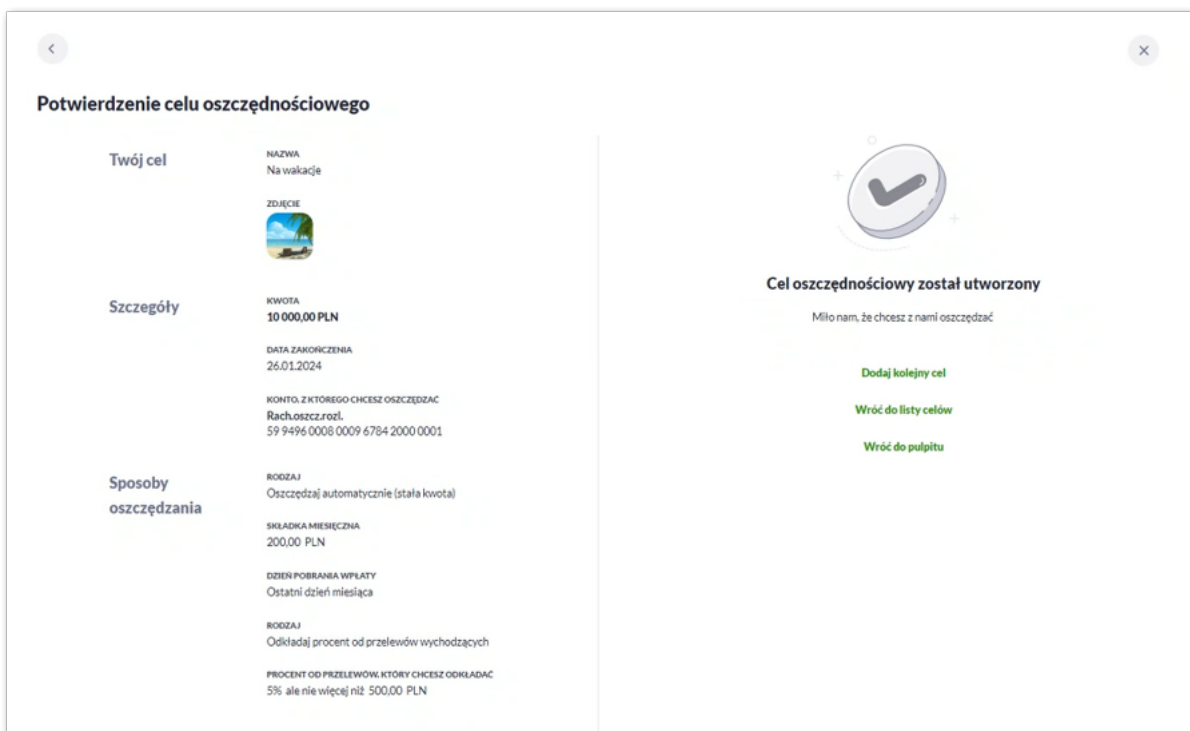 Potwierdzenie celu oszczędnościowego
Twój cel
NAZWA
Na wakacje
ZDJĘCIE
Szczegóły
KWOTA
10 000,00 PLN
DATA ZAKOŃCZENIA
26.01.2024
KONTO, Z KTÓREGO CHCESZ OSZCZĘDZAĆ
Rach.oszcz.rozl.
59 9496 0008 0009 6784 2000 0001
Sposoby
oszczędzania
RODZAJ
Oszczędzaj automatycznie (stała kwota)
SKŁADKA MIESIĘCZNA
200,00 PLN
DZIEŃ POBRANIA WPŁATY
Ostatni dzień miesiąca
RODZAJ
Odkładaj procent od przelewów wychodzących
PROCENT OD PRZELEWÓW, KTÓRY CHCESZ ODKŁADAĆ
5% ale nie więcej niż 500,00 PLN
Cel oszczędnościowy został utworzony
Miło nam, że chcesz z nami oszczędzać
Dodaj kolejny cel
Wróć do listy celów
Wróć do pulpitu